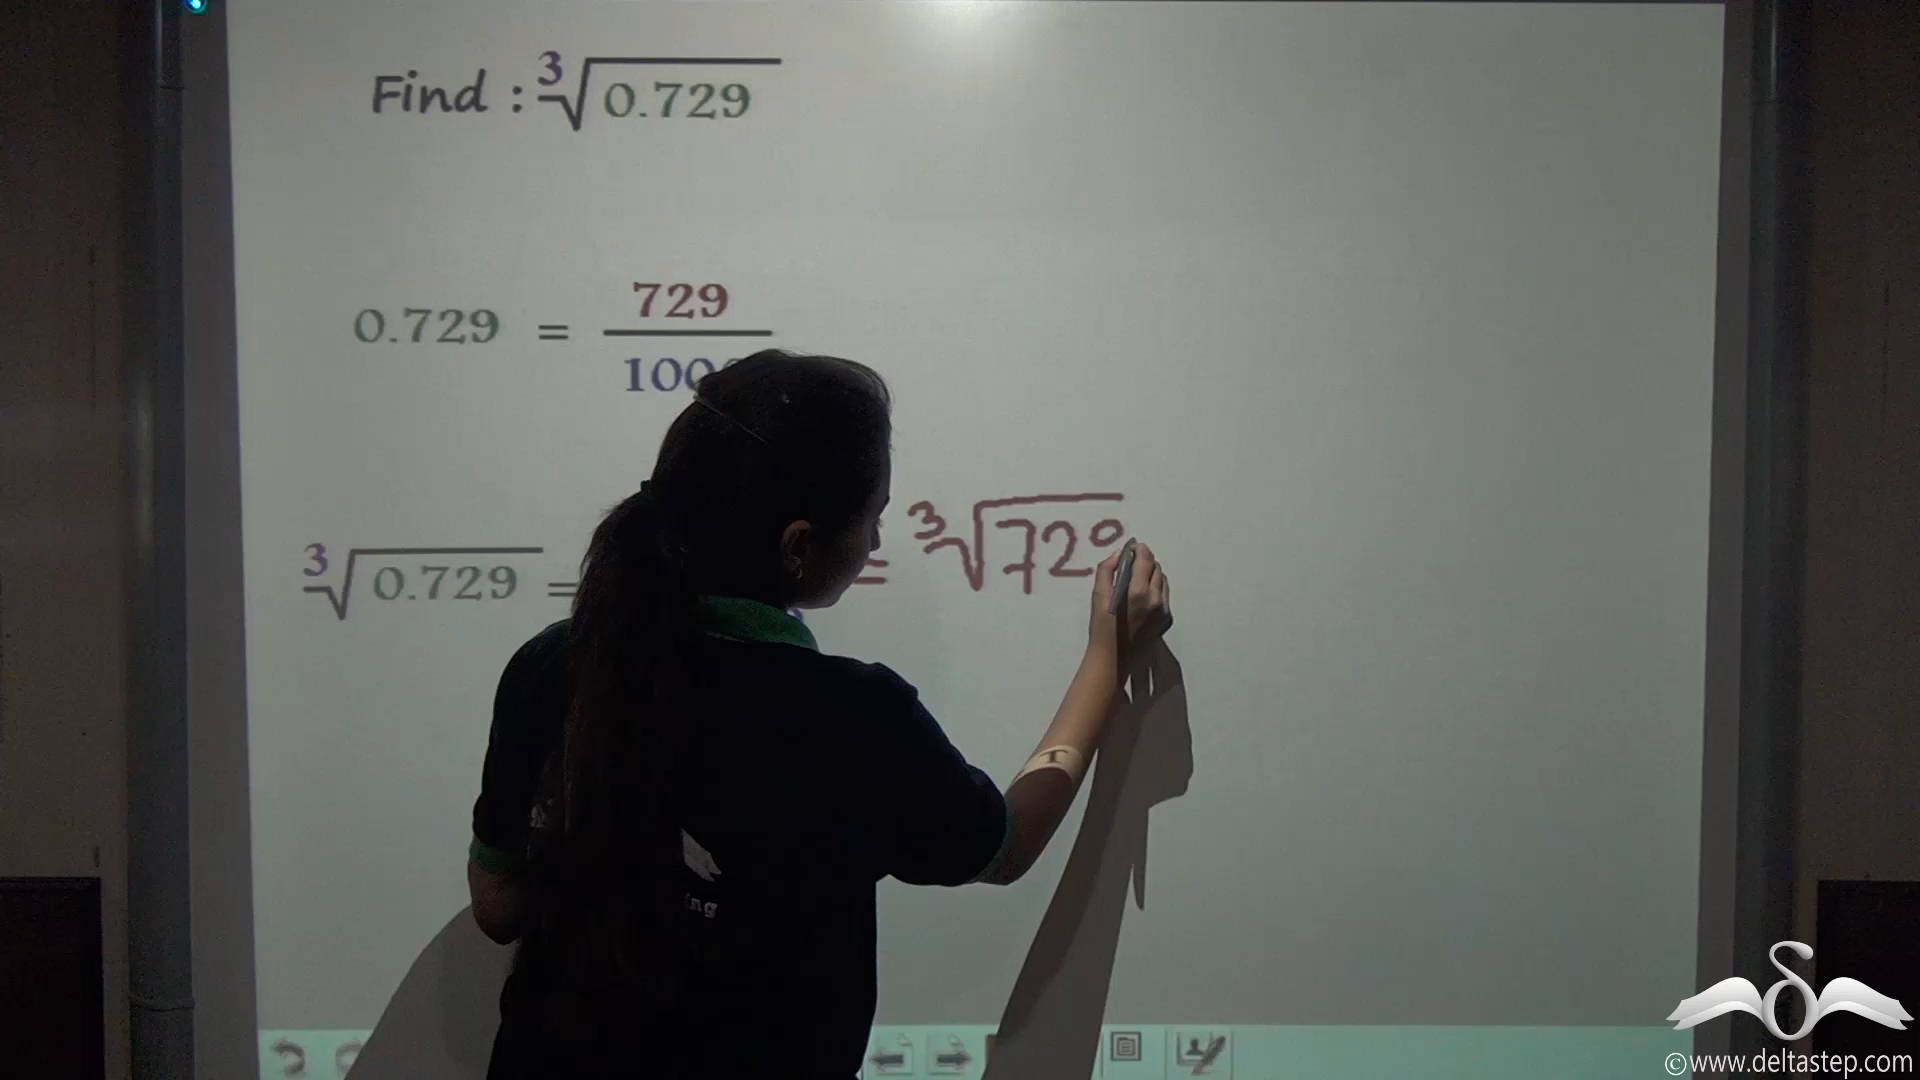 Find : ∛0.729
0.729 = 729/100
∛0.729 = = ∛729
ing
©www.deltastep.com